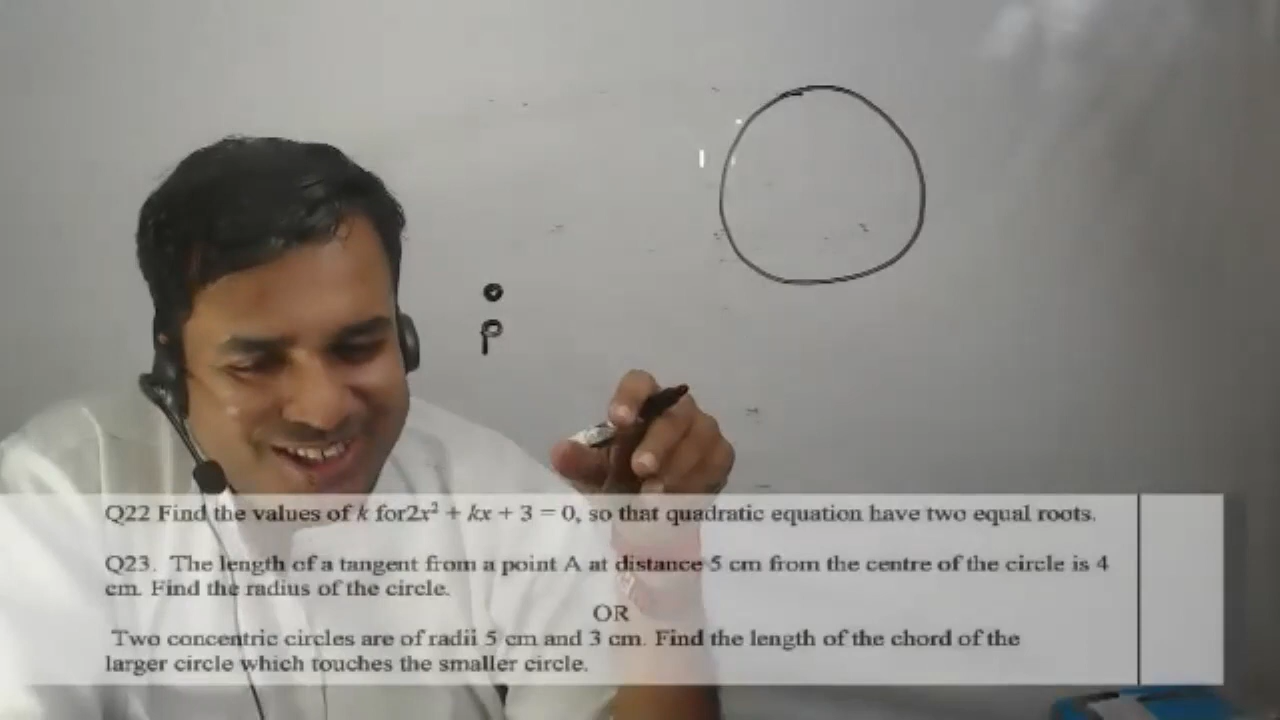 P
Q22 Find the values of k for2x² + kx + 3 = 0, so that quadratic equation have two equal roots.
Q23. The length of a tangent from a point A at distance 5 cm from the centre of the circle is 4
cm. Find the radius of the circle.
OR
Two concentric circles are of radii 5 cm and 3 cm. Find the length of the chord of the
larger circle which touches the smaller circle.